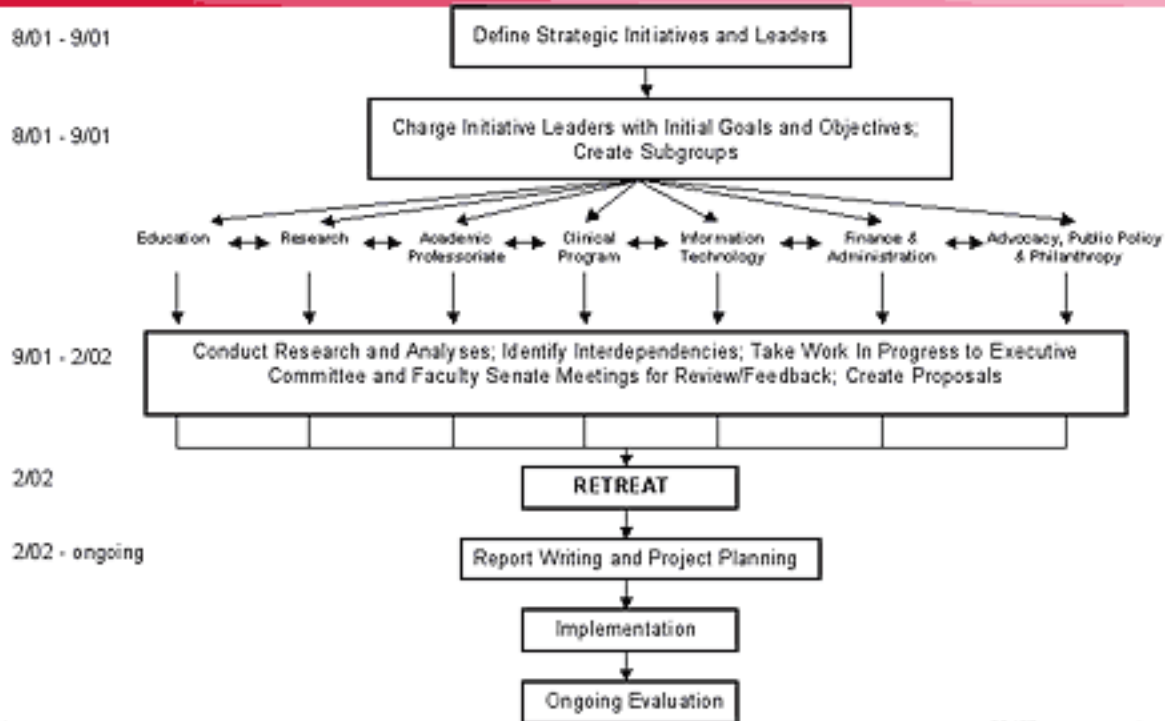 8/01 - 9/01
Define Strategic Initiatives and Leaders
8/01 - 9/01
Charge Initiative Leaders with Initial Goals and Objectives;
Create Subgroups
Education
Research
Academic
Professoriate
Clinical
Program
Information
Technology
Finance &
Administration
Advocacy, Public Policy
& Philanthropy
9/01 - 2/02
Conduct Research and Analyses; Identify Interdependencies; Take Work In Progress to Executive
Committee and Faculty Senate Meetings for Review/Feedback; Create Proposals
2/02
RETREAT
2/02 - ongoing
Report Writing and Project Planning
Implementation
Ongoing Evaluation